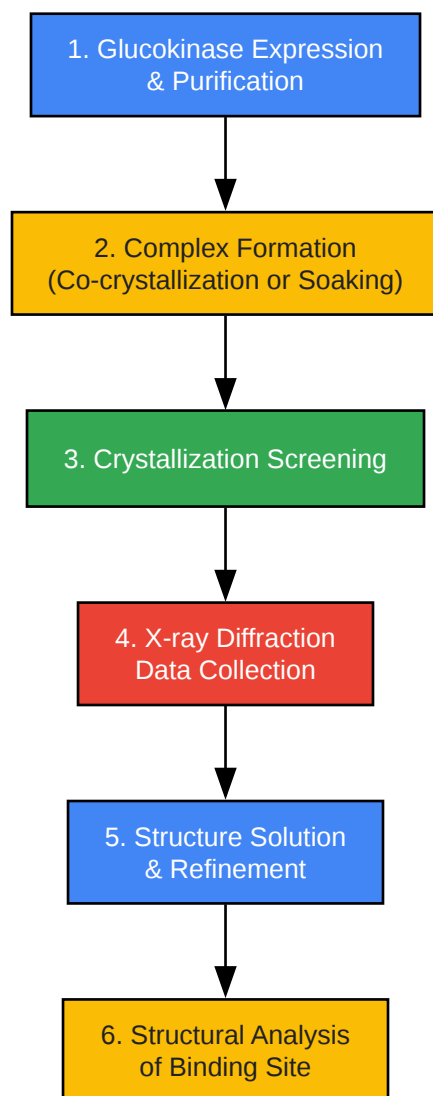 1. Glucokinase Expression
& Purification
2. Complex Formation
(Co-crystallization or Soaking)
3. Crystallization Screening
4. X-ray Diffraction
Data Collection
5. Structure Solution
& Refinement
6. Structural Analysis
of Binding Site